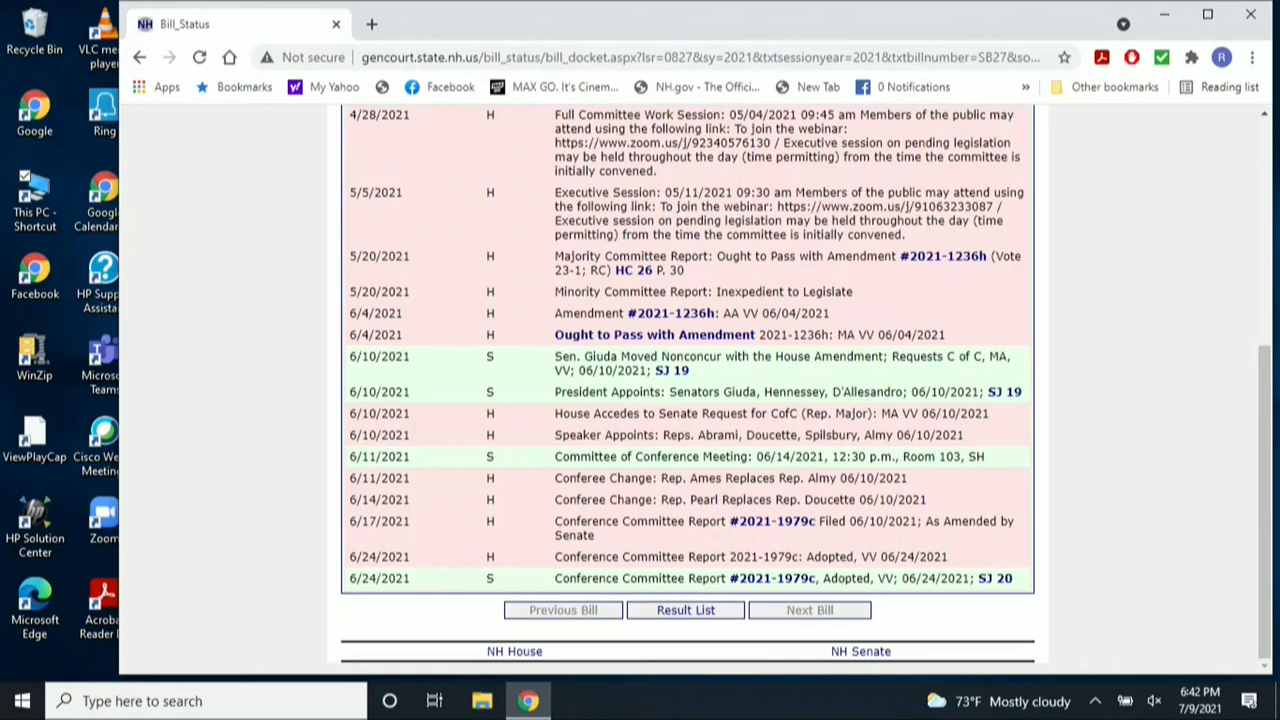 Bill_Status
Not secure gencourt.state.nh.us/bill_status/bill_docket.aspx?lsr=0827&sy=2021&txtsessionyear=2021&txtbillnumber=SB27&so...
R
Apps Bookmarks My Yahoo Facebook MAX GO. It's Cinem... NH.gov - The Offici... New Tab 0 Notifications » Other bookmarks Reading list
Recycle Bin
VLC me
player
Google
Ring
This PC -
Shortcut
Googl
Calendar
Facebook
HP Supp
Assista
WinZip
Micros
Teams
ViewPlayCap
Cisco We
Meeting
HP Solution
Center
Zoom
Microsoft
Edge
Acroba
Reader
4/28/2021 H Full Committee Work Session: 05/04/2021 09:45 am Members of the public may
attend using the following link: To join the webinar:
https://www.zoom.us/j/92340576130 / Executive session on pending legislation
may be held throughout the day (time permitting) from the time the committee is
initially convened.
5/5/2021 H Executive Session: 05/11/2021 09:30 am Members of the public may attend using
the following link: To join the webinar: https://www.zoom.us/j/91063233087 /
Executive session on pending legislation may be held throughout the day (time
permitting) from the time the committee is initially convened.
5/20/2021 H Majority Committee Report: Ought to Pass with Amendment #2021-1236h (Vote
23-1; RC) HC 26 P. 30
5/20/2021 H Minority Committee Report: Inexpedient to Legislate
6/4/2021 H Amendment #2021-1236h: AA VV 06/04/2021
6/4/2021 H Ought to Pass with Amendment 2021-1236h: MA VV 06/04/2021
6/10/2021 S Sen. Giuda Moved Nonconcur with the House Amendment; Requests C of C, MA,
VV; 06/10/2021; SJ 19
6/10/2021 S President Appoints: Senators Giuda, Hennessey, D'Allesandro; 06/10/2021; SJ 19
6/10/2021 H House Accedes to Senate Request for CofC (Rep. Major): MA VV 06/10/2021
6/10/2021 H Speaker Appoints: Reps. Abrami, Doucette, Spilsbury, Almy 06/10/2021
6/11/2021 S Committee of Conference Meeting: 06/14/2021, 12:30 p.m., Room 103, SH
6/11/2021 H Conferee Change: Rep. Ames Replaces Rep. Almy 06/10/2021
6/14/2021 H Conferee Change: Rep. Pearl Replaces Rep. Doucette 06/10/2021
6/17/2021 H Conference Committee Report #2021-1979c Filed 06/10/2021; As Amended by
Senate
6/24/2021 H Conference Committee Report 2021-1979c: Adopted, VV 06/24/2021
6/24/2021 S Conference Committee Report #2021-1979c, Adopted, VV; 06/24/2021; SJ 20
Previous Bill Result List Next Bill
NH House NH Senate
Type here to search
73°F Mostly cloudy
6:42 PM
7/9/2021